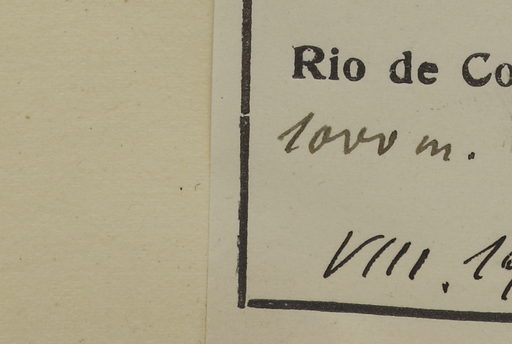 Rio de Co
1000 m.
VIII. 19